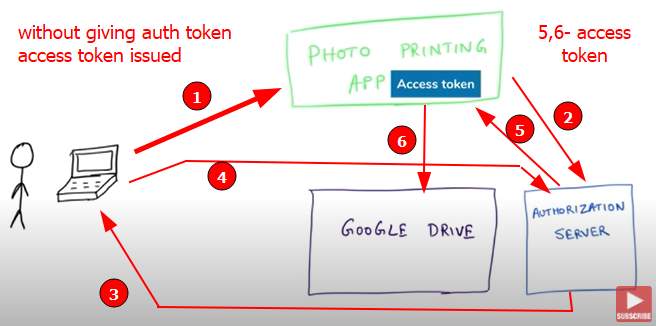 without giving auth token
access token issued
PHOTO PRINTING
APP
Access token
5,6- access
token
1
2
5
6
4
GOOGLE DRIVE
AUTHORIZATION
SERVER
3
SUBSCRIBE